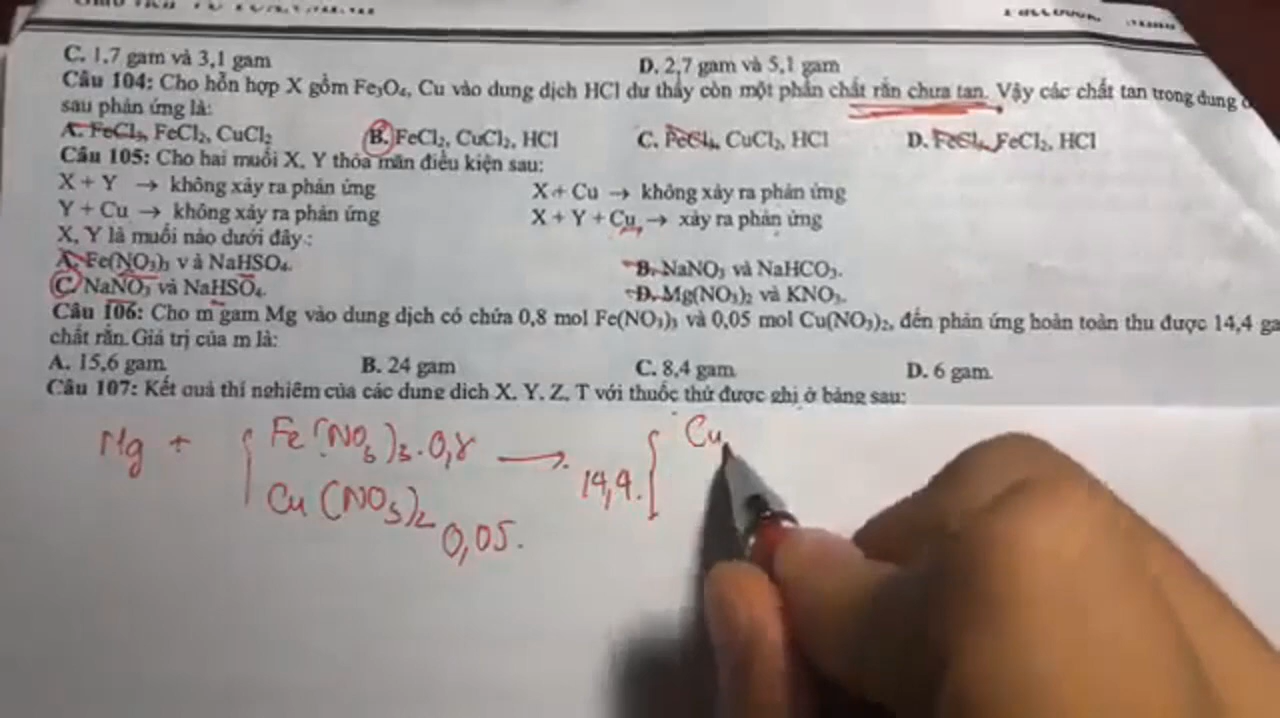 C. 1,7 gam và 3,1 gam D. 2,7 gam và 5,1 gam
Câu 104: Cho hỗn hợp X gồm Fe₃O₄, Cu vào dung dịch HCl dư thấy còn một phần chất rắn chưa tan. Vậy các chất tan trong dung
sau phản ứng là:
A. FeCl₃, FeCl₂, CuCl₂ B. FeCl₂, CuCl₂, HCl C. FeCl₃, CuCl₂, HCl D. FeCl₃, FeCl₂, HCl
Câu 105: Cho hai muối X, Y thỏa mãn điều kiện sau:
X + Y → không xảy ra phản ứng X + Cu → không xảy ra phản ứng
Y + Cu → không xảy ra phản ứng X + Y + Cu → xảy ra phản ứng
X, Y là muối nào dưới đây:
A. Fe(NO₃)₃ và NaHSO₄. B. NaNO₃ và NaHCO₃.
C. NaNO₃ và NaHSO₄. D. Mg(NO₃)₂ và KNO₃.
Câu 106: Cho m gam Mg vào dung dịch có chứa 0,8 mol Fe(NO₃)₃ và 0,05 mol Cu(NO₃)₂, đến phản ứng hoàn toàn thu được 14,4 ga
chất rắn. Giá trị của m là:
A. 15,6 gam B. 24 gam C. 8,4 gam D. 6 gam.
Câu 107: Kết quả thí nghiệm của các dung dịch X, Y, Z, T với thuốc thử được ghi ở bảng sau:
Mg + { Fe(NO₃)₃ . 0,8 → 14,4. { Cu
Cu(NO₃)₂ 0,05.